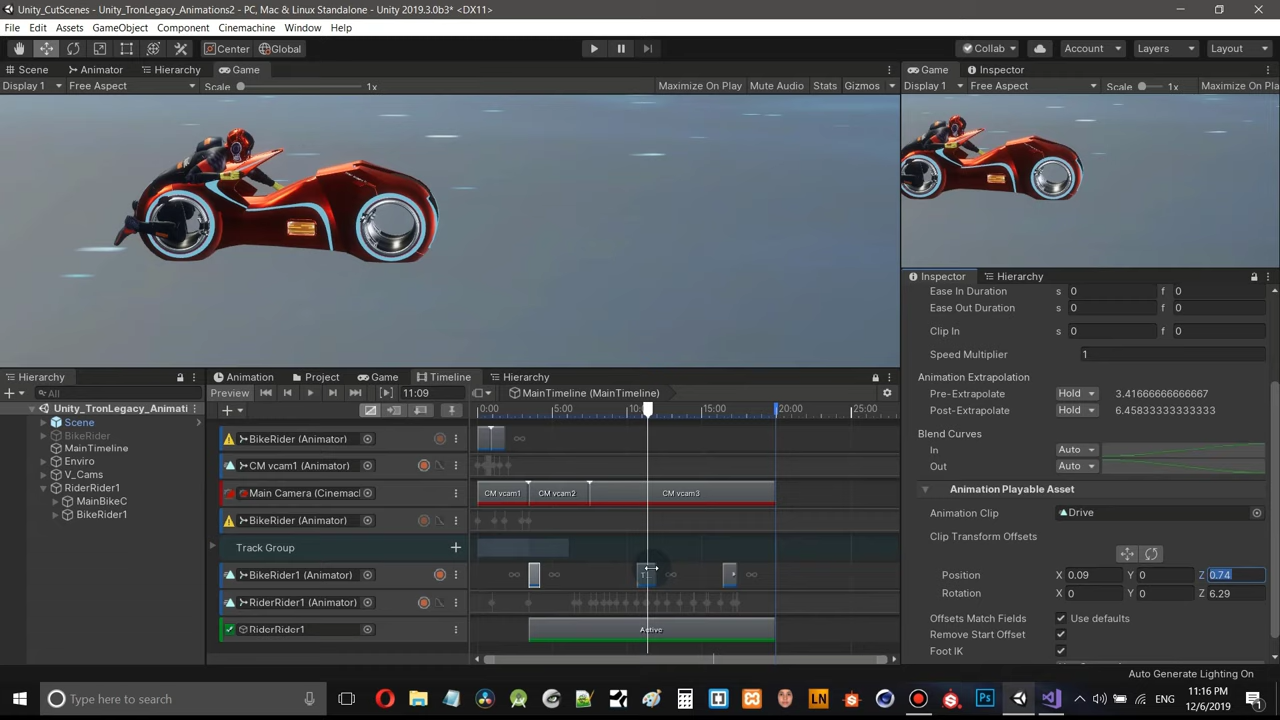 Unity_CutScenes - Unity_TronLegacy_Animations2 - PC, Mac & Linux Standalone - Unity 2019.3.0b3* <DX11>
File Edit Assets GameObject Component Cinemachine Window Help
Center Global Collab Account Layers Layout
Scene Animator Hierarchy Game
Display 1 Free Aspect Scale 1x Maximize On Play Mute Audio Stats Gizmos
Game Inspector
Display 1 Free Aspect Scale 1x Maximize On Play
Inspector Hierarchy
Ease In Duration s 0 f 0
Ease Out Duration s 0 f 0
Clip In s 0 f 0
Speed Multiplier 1
Animation Extrapolation
Pre-Extrapolate Hold 3.41666666666667
Post-Extrapolate Hold 6.45833333333333
Blend Curves
In Auto
Out Auto
Animation Playable Asset
Animation Clip Drive
Clip Transform Offsets
Position X 0.09 Y 0 Z 0.74
Rotation X 0 Y 0 Z 6.29
Offsets Match Fields Use defaults
Remove Start Offset
Foot IK
Auto Generate Lighting On
Hierarchy
All
Unity_TronLegacy_Animati
Scene
BikeRider
MainTimeline
Enviro
V_Cams
RiderRider1
MainBikeC
BikeRider1
Animation Project Game Timeline Hierarchy
Preview 11:09 MainTimeline (MainTimeline)
0:00 5:00 15:00 20:00 25:00
BikeRider (Animator)
CM vcam1 (Animator)
Main Camera (Cinemac CM vcam1 CM vcam2 CM vcam3
BikeRider (Animator)
Track Group
BikeRider1 (Animator)
RiderRider1 (Animator)
RiderRider1 Active
Type here to search
ENG
11:16 PM
12/6/2019